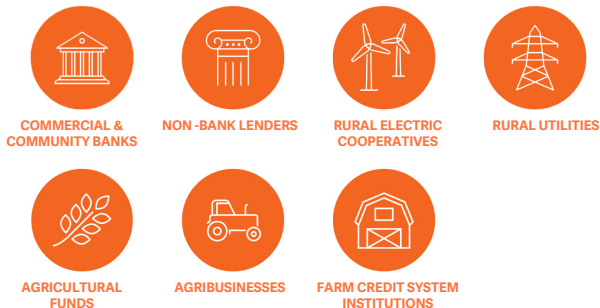 COMMERCIAL &
COMMUNITY BANKS
NON -BANK LENDERS
RURAL ELECTRIC
COOPERATIVES
RURAL UTILITIES
AGRICULTURAL
FUNDS
AGRIBUSINESSES
FARM CREDIT SYSTEM
INSTITUTIONS